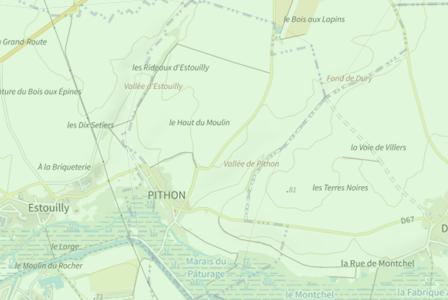 le Bois aux Lapins
Grand-Route
les Rideaux d'Estouilly
Fond de Dury
Vallée d'Estouilly
ture du Bois aux Épines
les Dix Setiers
le Haut du Moulin
la Voie de Villers
À la Briqueterie
Vallée de Pithon
PITHON
81
les Terres Noires
Estouilly
D67
D
le Large
Marais du
Pâturage
le Moulin du Rocher
la Rue de Montchel
le Montchel
la Fabrique